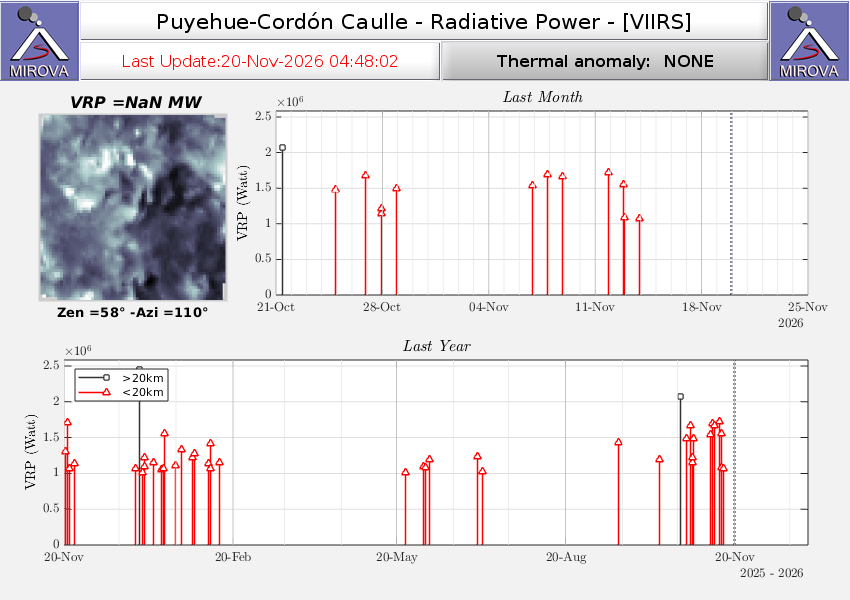 Puyehue-Cordón Caulle - Radiative Power - [VIIRS]
MIROVA
Last Update:20-Nov-2026 04:48:02
Thermal anomaly: NONE
MIROVA
VRP =NaN MW
Zen =58° -Azi =110°
Last Month
×10⁶
VRP (Watt)
2.5
2
1.5
1
0.5
0
21-Oct
28-Oct
04-Nov
11-Nov
18-Nov
25-Nov
2026
Last Year
×10⁶
VRP (Watt)
2.5
2
1.5
1
0.5
0
>20km
<20km
20-Nov
20-Feb
20-May
20-Aug
20-Nov
2025 - 2026